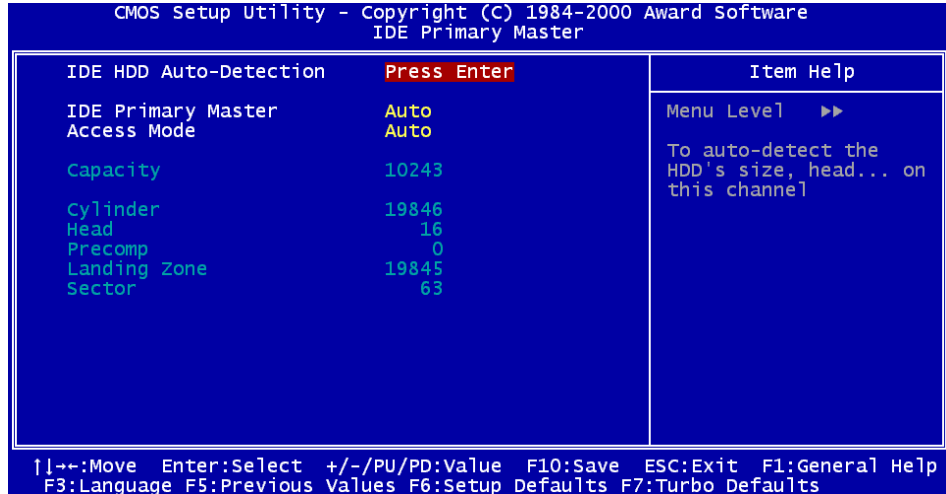 CMOS Setup Utility - Copyright (C) 1984-2000 Award Software
IDE Primary Master
IDE HDD Auto-Detection Press Enter
IDE Primary Master Auto
Access Mode Auto
Capacity 10243
Cylinder 19846
Head 16
Precomp 0
Landing Zone 19845
Sector 63
Item Help
Menu Level ▶▶
To auto-detect the
HDD's size, head... on
this channel
↑↓→←:Move Enter:Select +/-/PU/PD:Value F10:Save ESC:Exit F1:General Help
F3:Language F5:Previous Values F6:Setup Defaults F7:Turbo Defaults